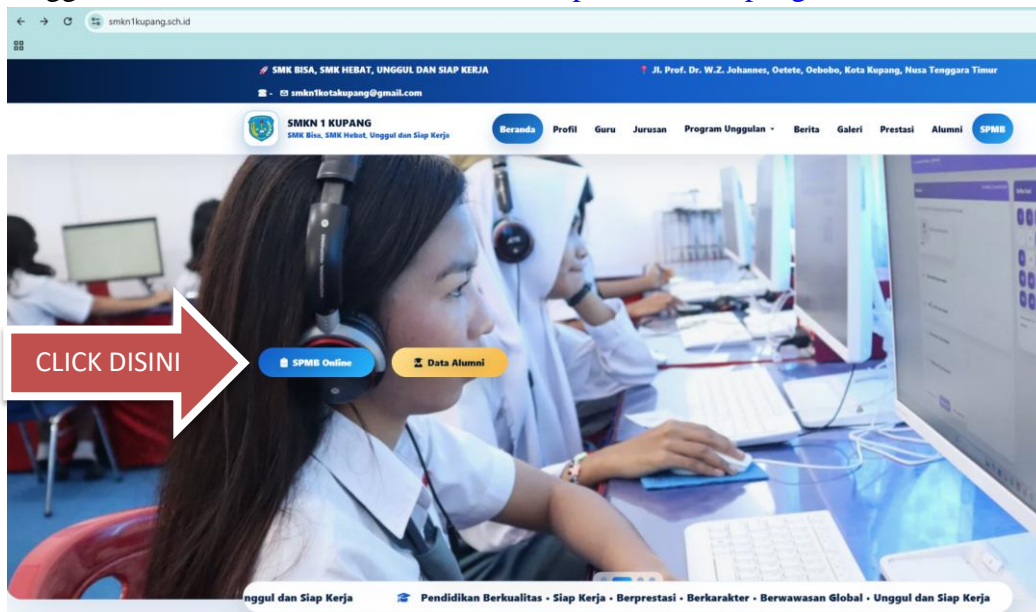 smkn1kupang.sch.id
🚀 SMK BISA, SMK HEBAT, UNGGUL DAN SIAP KERJA
📍 Jl. Prof. Dr. W.Z. Johannes, Oetete, Oebobo, Kota Kupang, Nusa Tenggara Timur
☎ - ✉ smkn1kotakupang@gmail.com
SMKN 1 KUPANG
SMK Bisa, SMK Hebat, Unggul dan Siap Kerja
Beranda Profil Guru Jurusan Program Unggulan Berita Galeri Prestasi Alumni SPMB
CLICK DISINI
SPMB Online
Data Alumni
nggul dan Siap Kerja 🎓 Pendidikan Berkualitas • Siap Kerja • Berprestasi • Berkarakter • Berwawasan Global • Unggul dan Siap Kerja